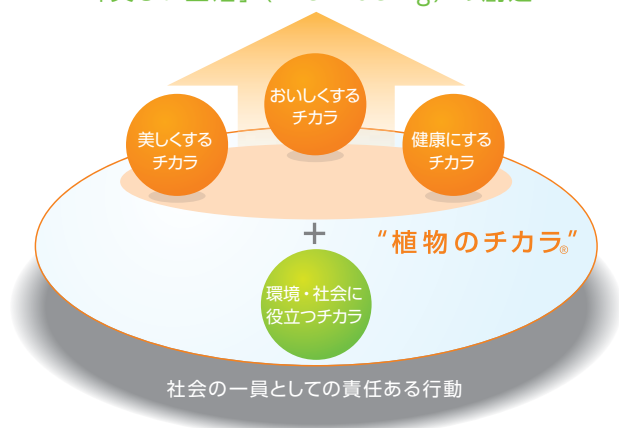 おいしくする
チカラ
美しくする
チカラ
健康にする
チカラ
+
“植物のチカラ®”
環境・社会に
役立つチカラ
社会の一員としての責任ある行動